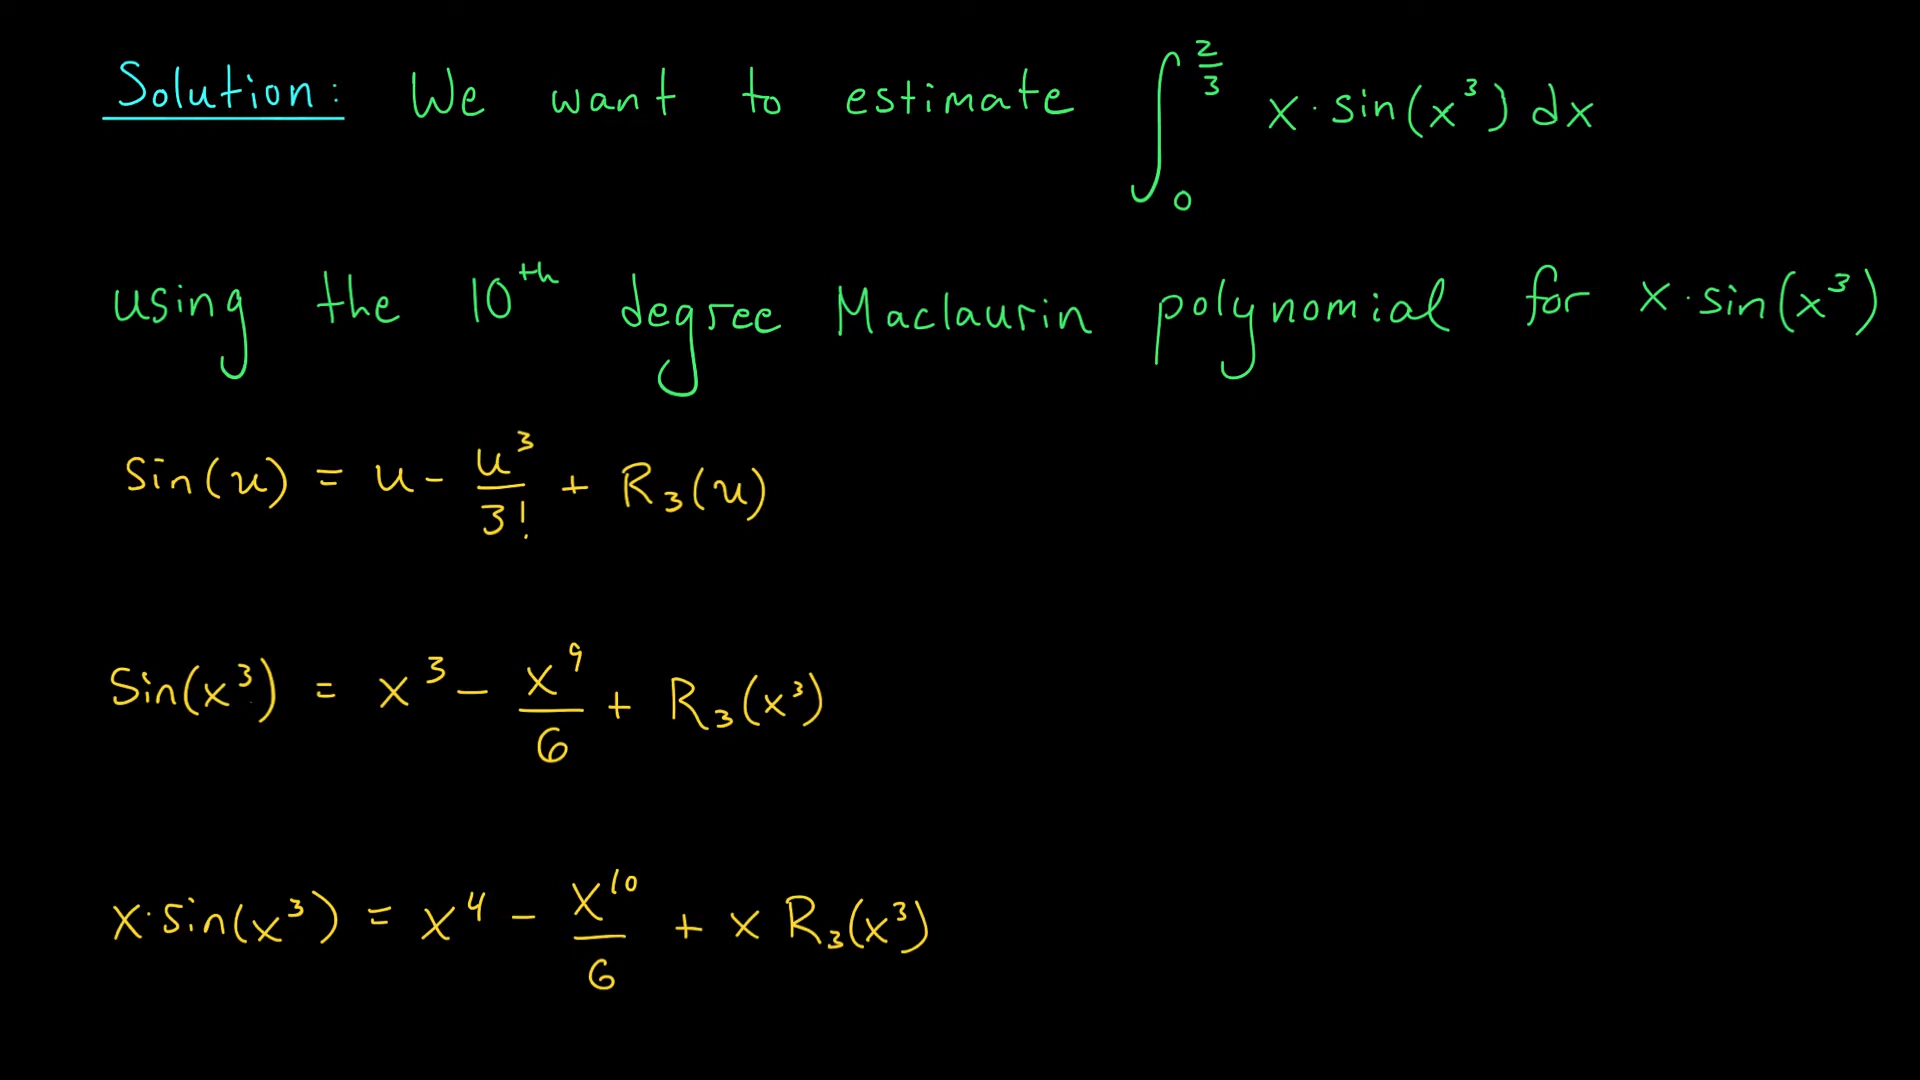 Solution: We want to estimate ∫₀^(2/3) x·sin(x³) dx
using the 10th degree Maclaurin polynomial for x·sin(x³)
Sin(u) = u - u³/3! + R₃(u)
Sin(x³) = x³ - x⁹/6 + R₃(x³)
x·sin(x³) = x⁴ - x¹⁰/6 + x R₃(x³)